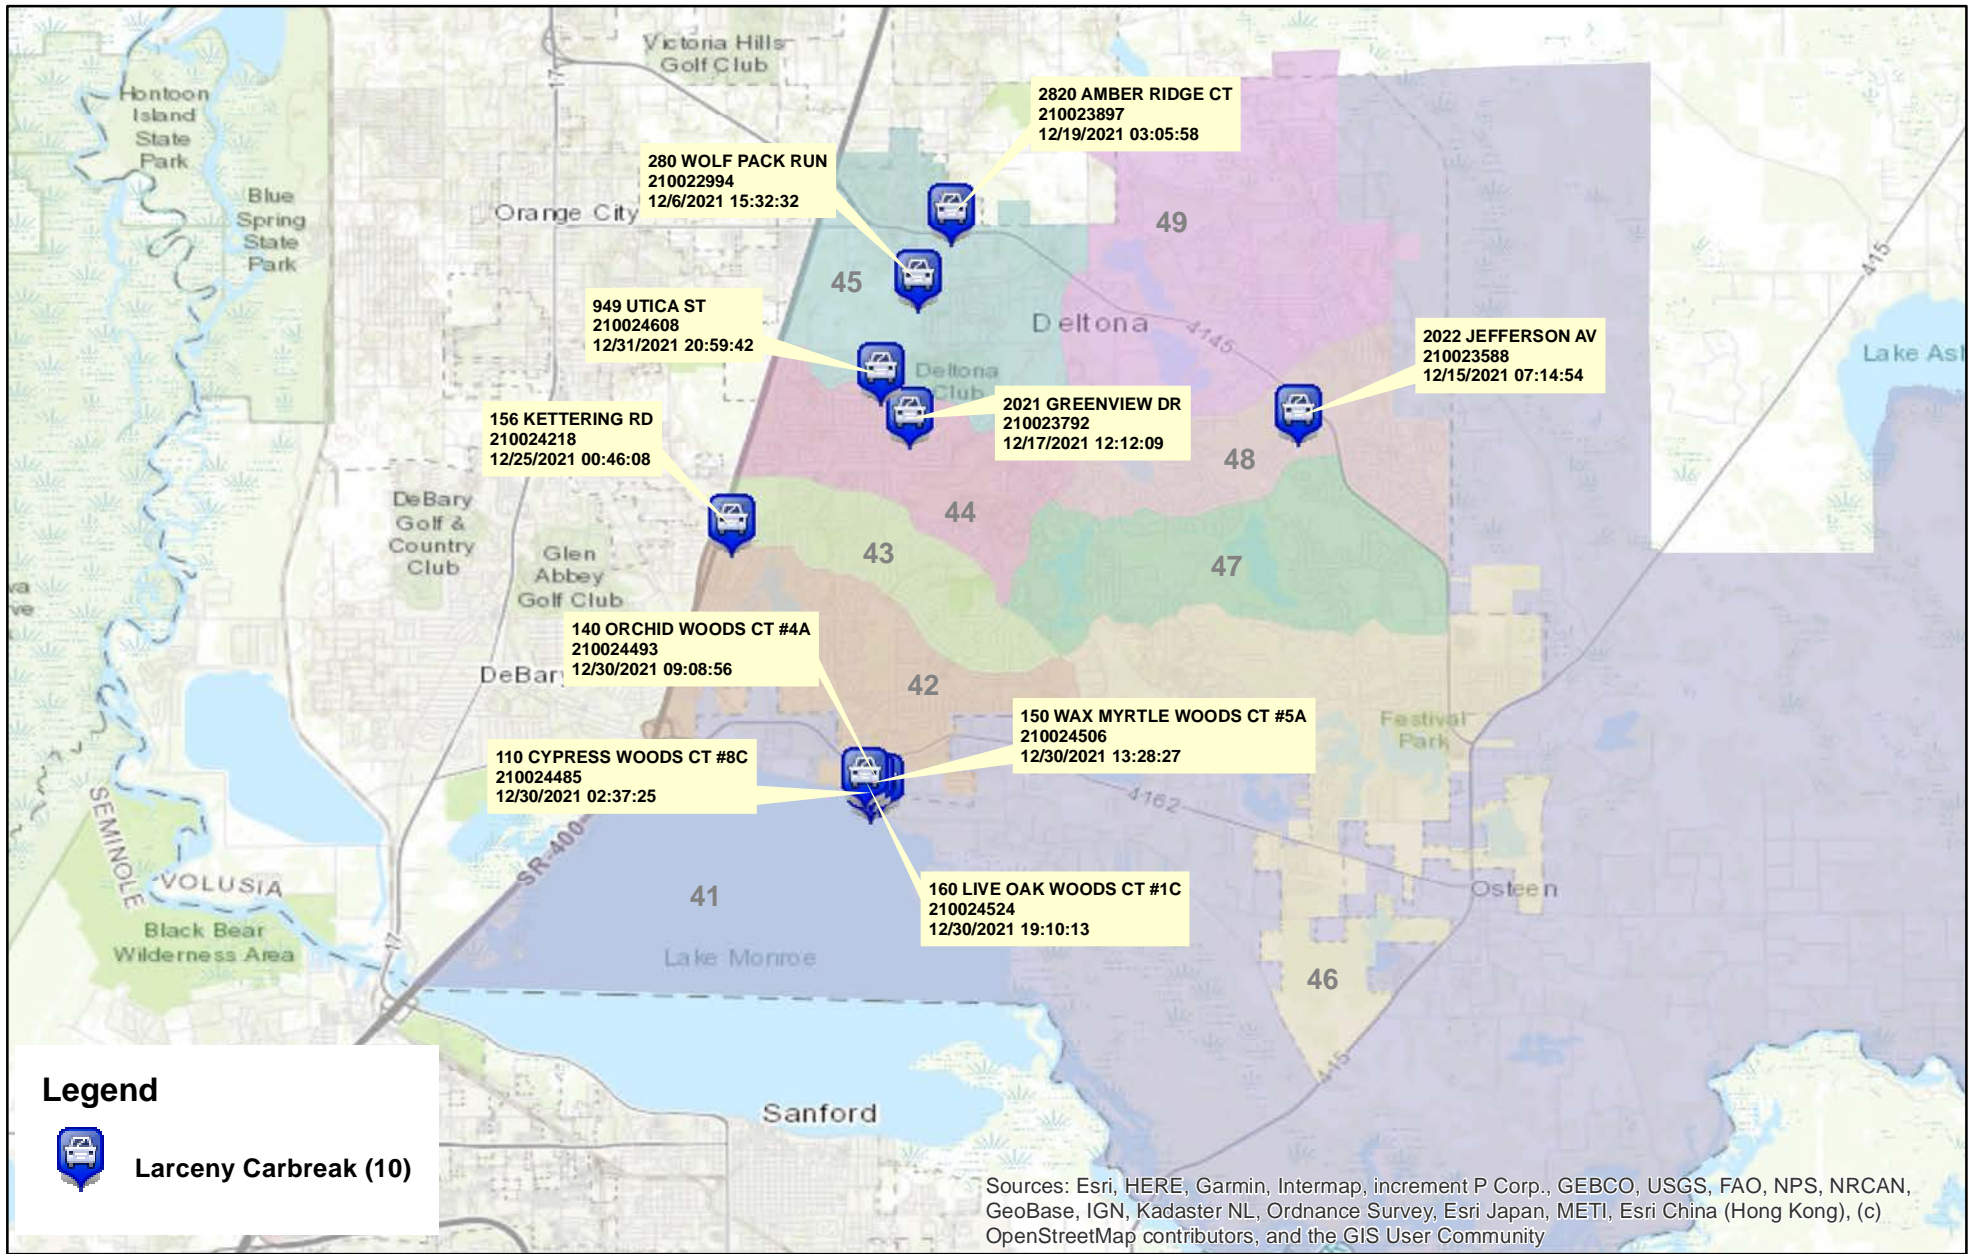 Victoria Hills
Golf Club
17
Hontoon
Island
State
Park
2820 AMBER RIDGE CT
210023897
12/19/2021 03:05:58
280 WOLF PACK RUN
210022994
12/6/2021 15:32:32
Blue
Spring
State
Park
Orange City
49
45
415
949 UTICA ST
210024608
12/31/2021 20:59:42
Deltona
4145
2022 JEFFERSON AV
210023588
12/15/2021 07:14:54
Lake Ash
Deltona
Club
2021 GREENVIEW DR
210023792
12/17/2021 12:12:09
156 KETTERING RD
210024218
12/25/2021 00:46:08
48
DeBary
Golf &
Country
Club
44
43
47
Glen
Abbey
Golf Club
va
ve
140 ORCHID WOODS CT #4A
210024493
12/30/2021 09:08:56
DeBary
42
150 WAX MYRTLE WOODS CT #5A
210024506
12/30/2021 13:28:27
Festival
Park
110 CYPRESS WOODS CT #8C
210024485
12/30/2021 02:37:25
4162
SEMINOLE
VOLUSIA
SR-400
41
160 LIVE OAK WOODS CT #1C
210024524
12/30/2021 19:10:13
Osteen
Black Bear
Wilderness Area
17
Lake Monroe
46
415
Legend
Larceny Carbreak (10)
Sanford
Sources: Esri, HERE, Garmin, Intermap, increment P Corp., GEBCO, USGS, FAO, NPS, NRCAN,
GeoBase, IGN, Kadaster NL, Ordnance Survey, Esri Japan, METI, Esri China (Hong Kong), (c)
OpenStreetMap contributors, and the GIS User Community